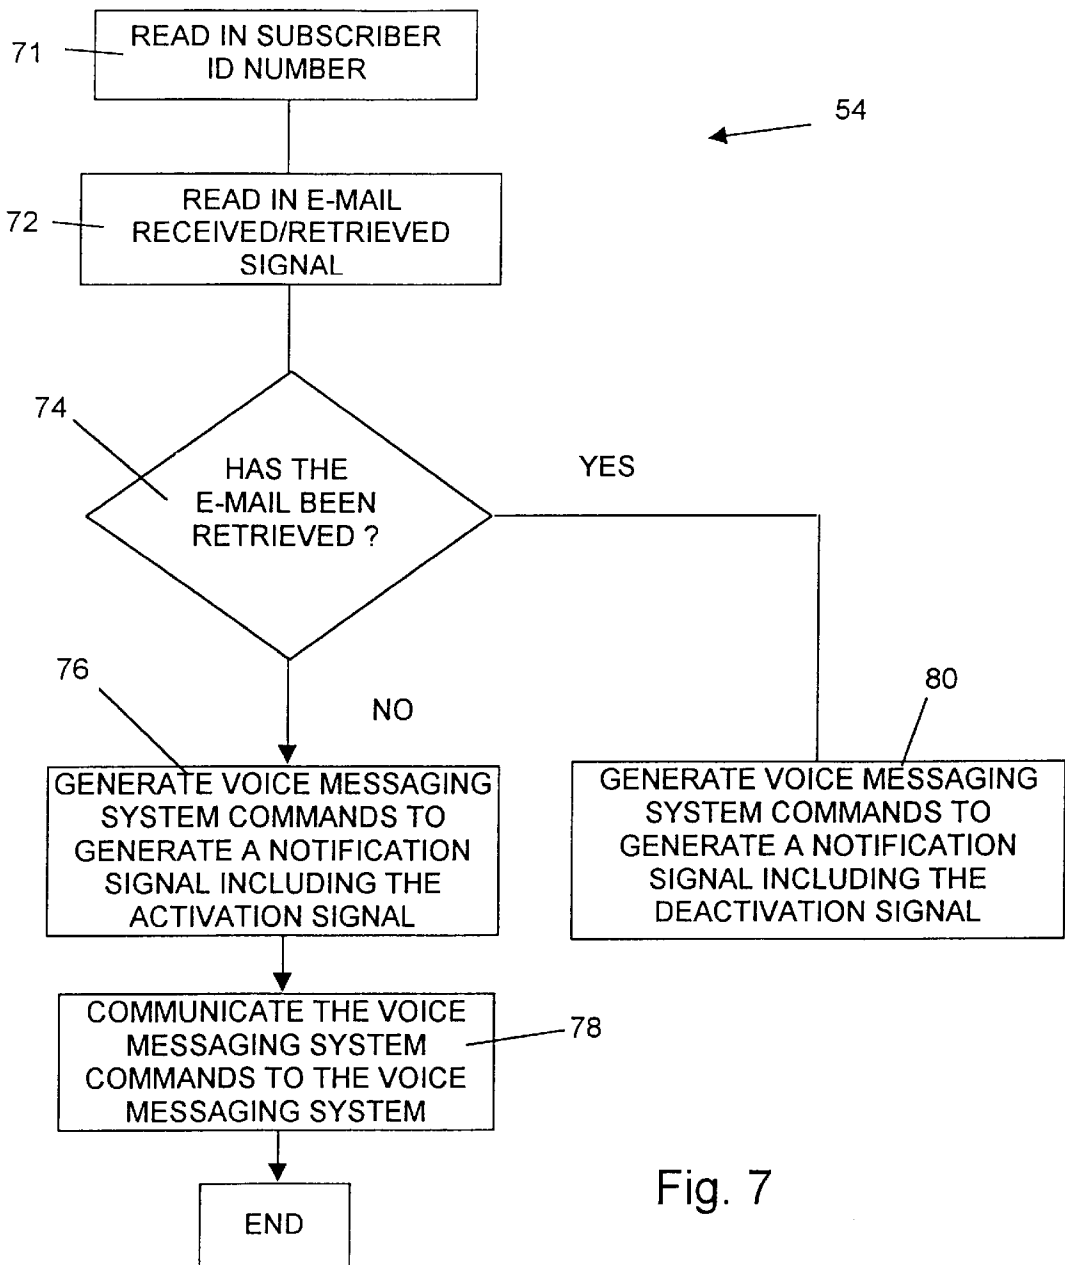 71
READ IN SUBSCRIBER
ID NUMBER
54
72
READ IN E-MAIL
RECEIVED/RETRIEVED
SIGNAL
74
HAS THE
E-MAIL BEEN
RETRIEVED ?
YES
76
NO
80
GENERATE VOICE MESSAGING
SYSTEM COMMANDS TO
GENERATE A NOTIFICATION
SIGNAL INCLUDING THE
ACTIVATION SIGNAL
GENERATE VOICE MESSAGING
SYSTEM COMMANDS TO
GENERATE A NOTIFICATION
SIGNAL INCLUDING THE
DEACTIVATION SIGNAL
COMMUNICATE THE VOICE
MESSAGING SYSTEM
COMMANDS TO THE VOICE
MESSAGING SYSTEM
78
END
Fig. 7